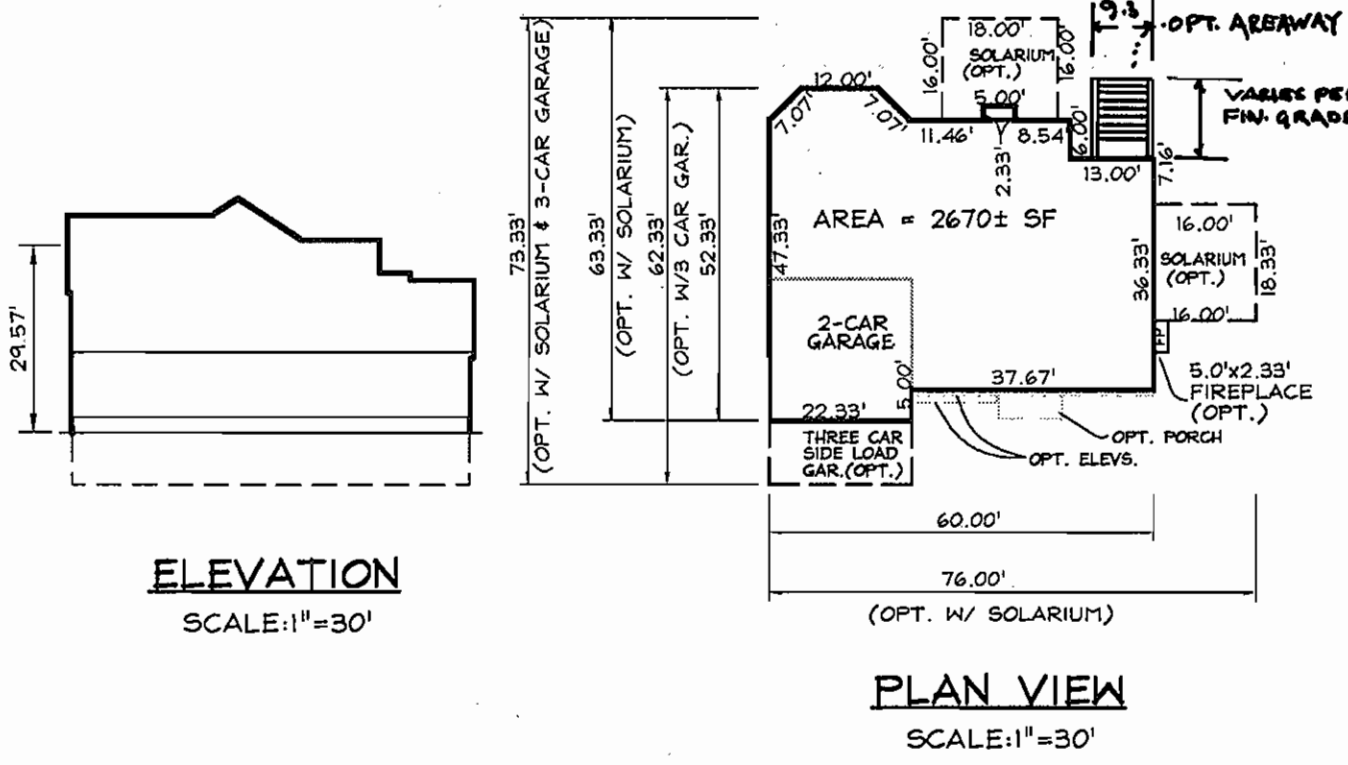 29.57'
ELEVATION
SCALE:1"=30'
73.33'
(OPT. W/ SOLARIUM & 3-CAR GARAGE)
63.33'
(OPT. W/ SOLARIUM)
62.33'
(OPT. W/3 CAR GAR.)
52.33'
9.3
OPT. AREAWAY
18.00'
SOLARIUM
(OPT.)
16.00'
16.00'
12.00'
7.07'
7.07'
5.00'
11.46'
8.54'
2.33'
6.00'
13.00'
7.16'
VARIES PE
FIN. GRADE
47.33'
AREA = 2670± SF
36.33'
16.00'
SOLARIUM
(OPT.)
16.00'
18.33'
2-CAR
GARAGE
5.00'
22.33'
37.67'
FP
5.0'x2.33'
FIREPLACE
(OPT.)
OPT. PORCH
OPT. ELEVS.
THREE CAR
SIDE LOAD
GAR.(OPT.)
60.00'
76.00'
(OPT. W/ SOLARIUM)
PLAN VIEW
SCALE:1"=30'